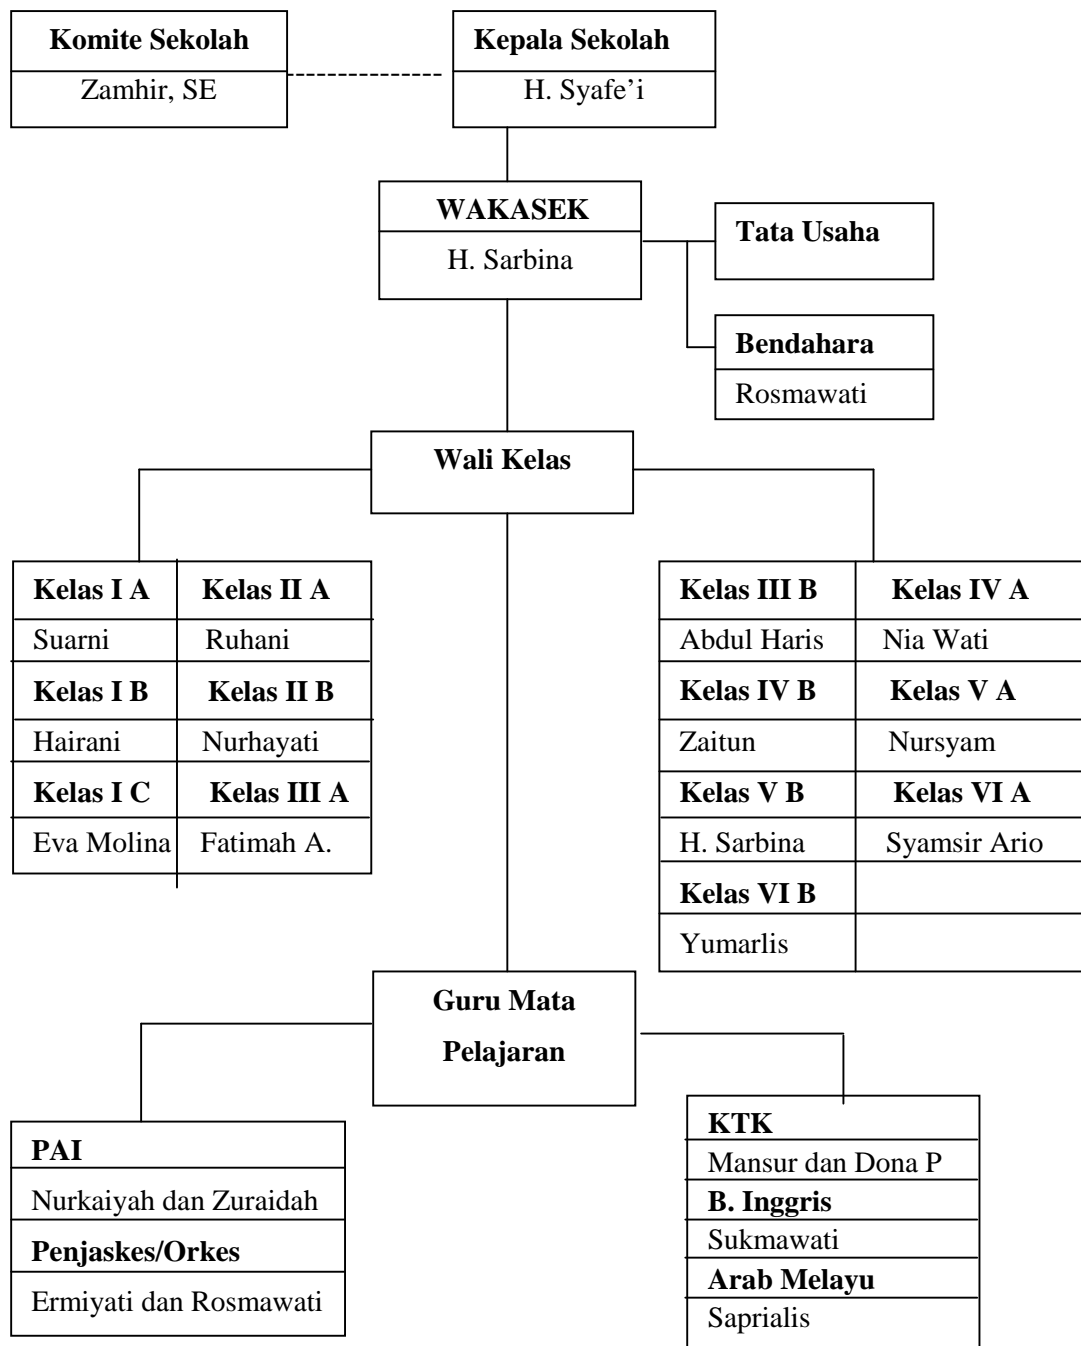 Komite Sekolah
Zamhir, SE
Kepala Sekolah
H. Syafe’i
WAKASEK
H. Sarbina
Tata Usaha
Bendahara
Rosmawati
Wali Kelas
Kelas I A Kelas II A
Suarni Ruhani
Kelas I B Kelas II B
Hairani Nurhayati
Kelas I C Kelas III A
Eva Molina Fatimah A.
Kelas III B Kelas IV A
Abdul Haris Nia Wati
Kelas IV B Kelas V A
Zaitun Nursyam
Kelas V B Kelas VI A
H. Sarbina Syamsir Ario
Kelas VI B
Yumarlis
Guru Mata
Pelajaran
PAI
Nurkaiyah dan Zuraidah
Penjaskes/Orkes
Ermiyati dan Rosmawati
KTK
Mansur dan Dona P
B. Inggris
Sukmawati
Arab Melayu
Saprialis